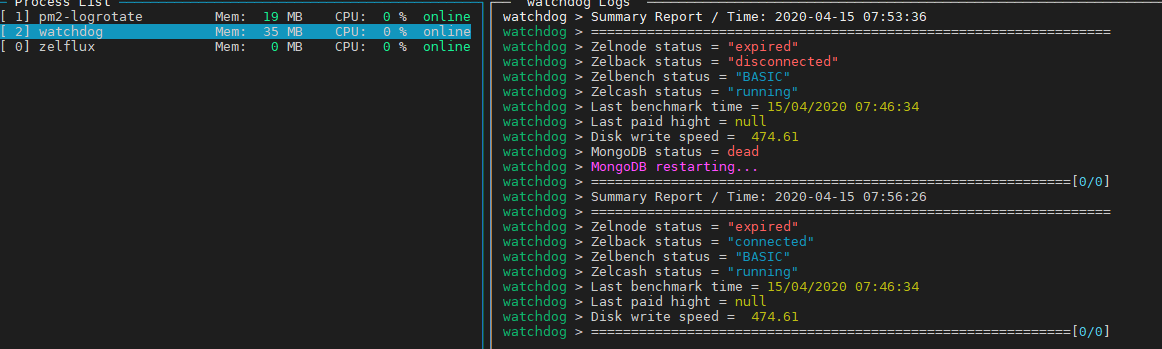 Process List
[ 1] pm2-logrotate Mem: 19 MB CPU: 0 % online
[ 2] watchdog Mem: 35 MB CPU: 0 % online
[ 0] zelflux Mem: 0 MB CPU: 0 % online
watchdog Logs
watchdog > Summary Report / Time: 2020-04-15 07:53:36
watchdog > =================================================================
watchdog > Zelnode status = "expired"
watchdog > Zelback status = "disconnected"
watchdog > Zelbench status = "BASIC"
watchdog > Zelcash status = "running"
watchdog > Last benchmark time = 15/04/2020 07:46:34
watchdog > Last paid hight = null
watchdog > Disk write speed =  474.61
watchdog > MongoDB status = dead
watchdog > MongoDB restarting...
watchdog > ============================================================[0/0]
watchdog > Summary Report / Time: 2020-04-15 07:56:26
watchdog > =================================================================
watchdog > Zelnode status = "expired"
watchdog > Zelback status = "connected"
watchdog > Zelbench status = "BASIC"
watchdog > Zelcash status = "running"
watchdog > Last benchmark time = 15/04/2020 07:46:34
watchdog > Last paid hight = null
watchdog > Disk write speed =  474.61
watchdog > ============================================================[0/0]